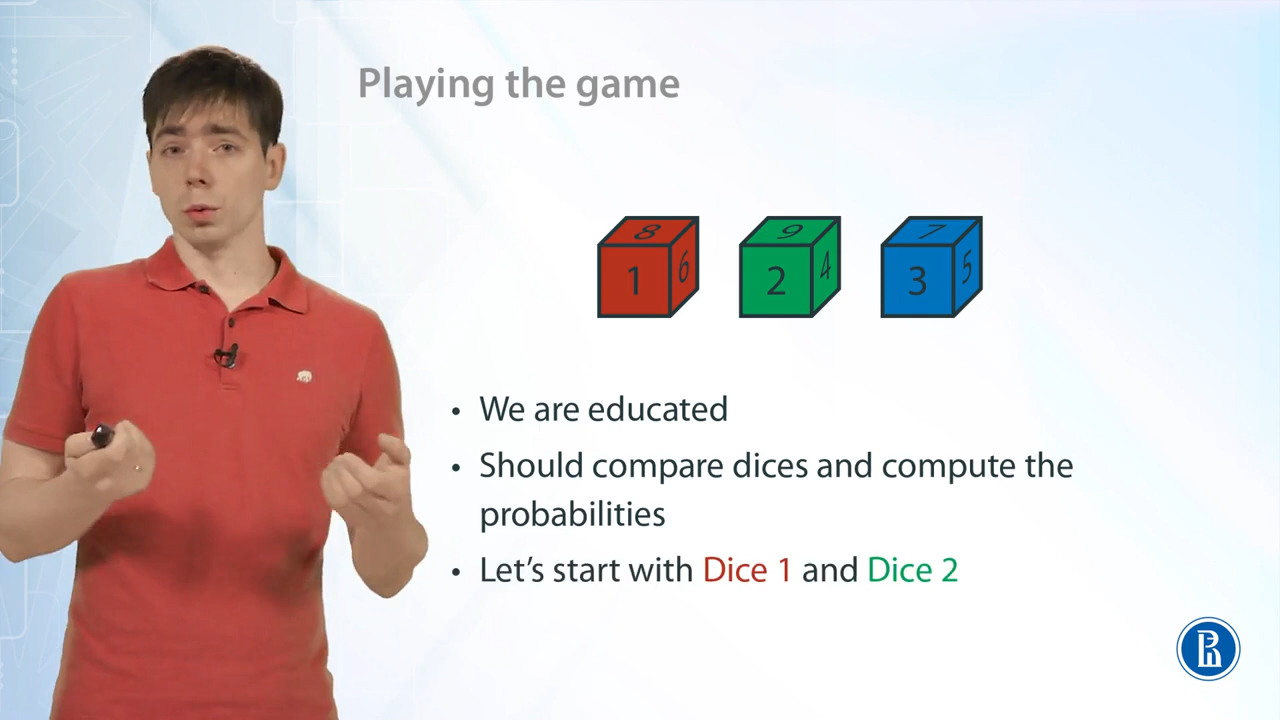 Playing the game
8 9 7
1 6 2 4 3 5
• We are educated
• Should compare dices and compute the
probabilities
• Let's start with Dice 1 and Dice 2